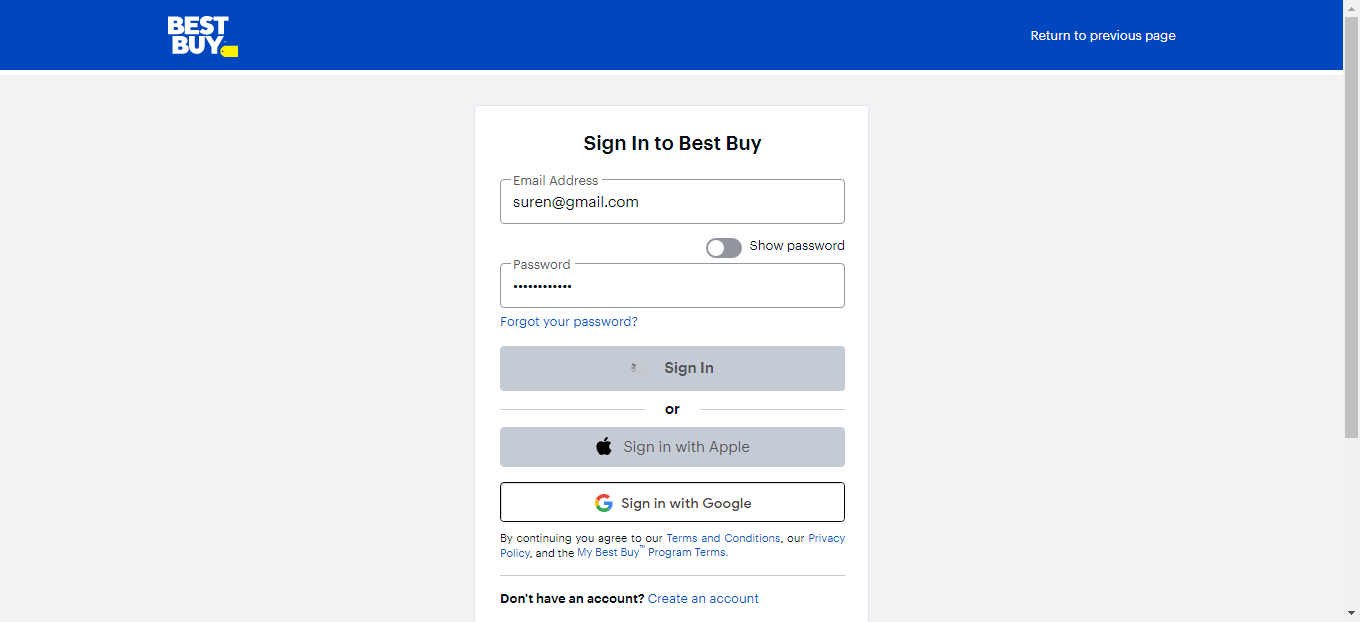 BEST
BUY
Return to previous page
Sign In to Best Buy
Email Address
suren@gmail.com
Show password
Password
••••••••••••
Forgot your password?
Sign In
or
Sign in with Apple
Sign in with Google
By continuing you agree to our Terms and Conditions, our Privacy
Policy, and the My Best Buy™ Program Terms.
Don't have an account? Create an account